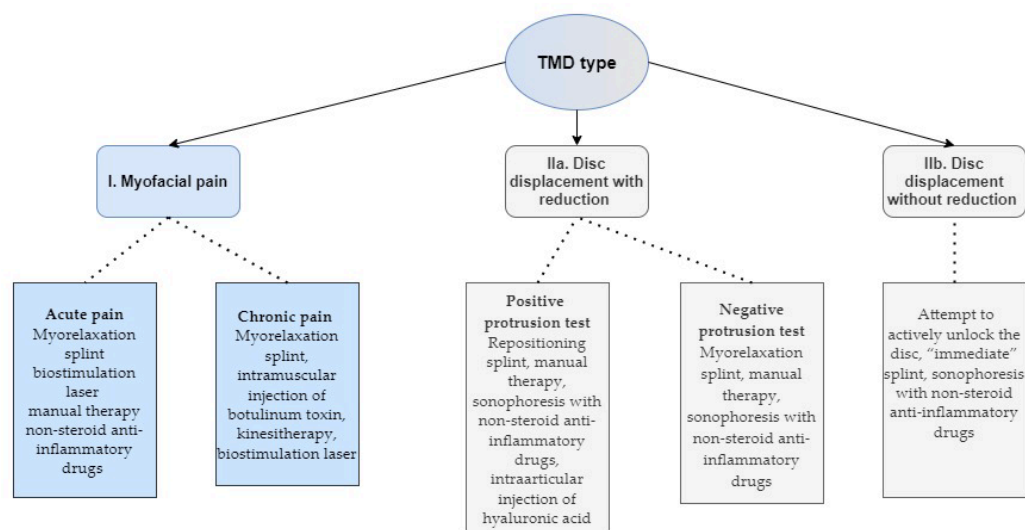 TMD type
I. Myofacial pain
IIa. Disc
displacement with
reduction
IIb. Disc
displacement
without reduction
Acute pain
Myorelaxation
splint
biostimulation
laser
manual therapy
non-steroid anti-
inflammatory
drugs
Chronic pain
Myorelaxation
splint,
intramuscular
injection of
botulinum toxin,
kinesitherapy,
biostimulation laser
Positive
protrusion test
Repositioning
splint, manual
therapy,
sonophoresis with
non-steroid anti-
inflammatory
drugs,
intraarticular
injection of
hyaluronic acid
Negative
protrusion test
Myorelaxation
splint, manual
therapy,
sonophoresis with
non-steroid anti-
inflammatory
drugs
Attempt to
actively unlock the
disc, “immediate”
splint, sonophoresis
with non-steroid
anti-inflammatory
drugs